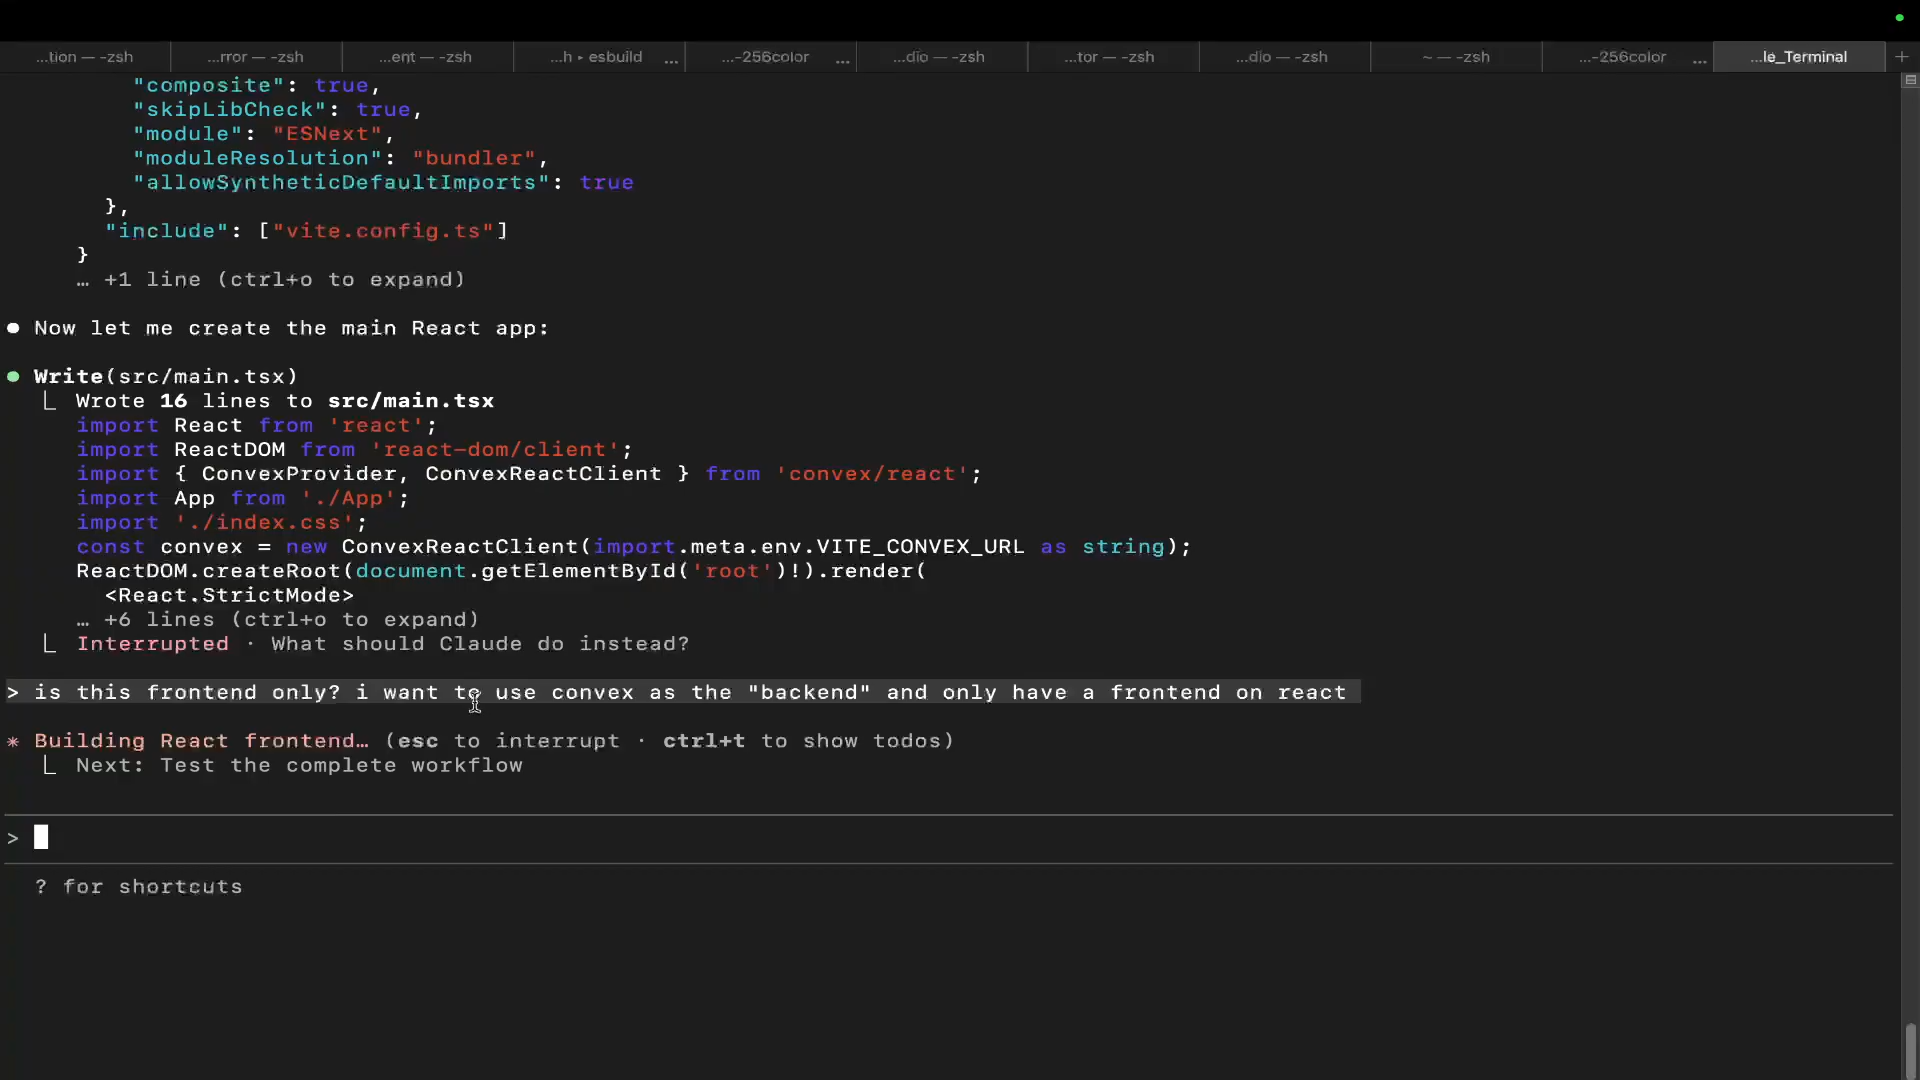 ...tion — -zsh ...rror — -zsh ...ent — -zsh ...h ▸ esbuild ... ...-256color ... ...dio — -zsh ...tor — -zsh ...dio — -zsh ~ — -zsh ...-256color ... ...le_Terminal +
"composite": true,
"skipLibCheck": true,
"module": "ESNext",
"moduleResolution": "bundler",
"allowSyntheticDefaultImports": true
},
"include": ["vite.config.ts"]
}
… +1 line (ctrl+o to expand)
● Now let me create the main React app:
● Write(src/main.tsx)
⎿ Wrote 16 lines to src/main.tsx
import React from 'react';
import ReactDOM from 'react-dom/client';
import { ConvexProvider, ConvexReactClient } from 'convex/react';
import App from './App';
import './index.css';
const convex = new ConvexReactClient(import.meta.env.VITE_CONVEX_URL as string);
ReactDOM.createRoot(document.getElementById('root')!).render(
<React.StrictMode>
… +6 lines (ctrl+o to expand)
⎿ Interrupted · What should Claude do instead?
> is this frontend only? i want to use convex as the "backend" and only have a frontend on react
* Building React frontend… (esc to interrupt · ctrl+t to show todos)
⎿ Next: Test the complete workflow
>
? for shortcuts